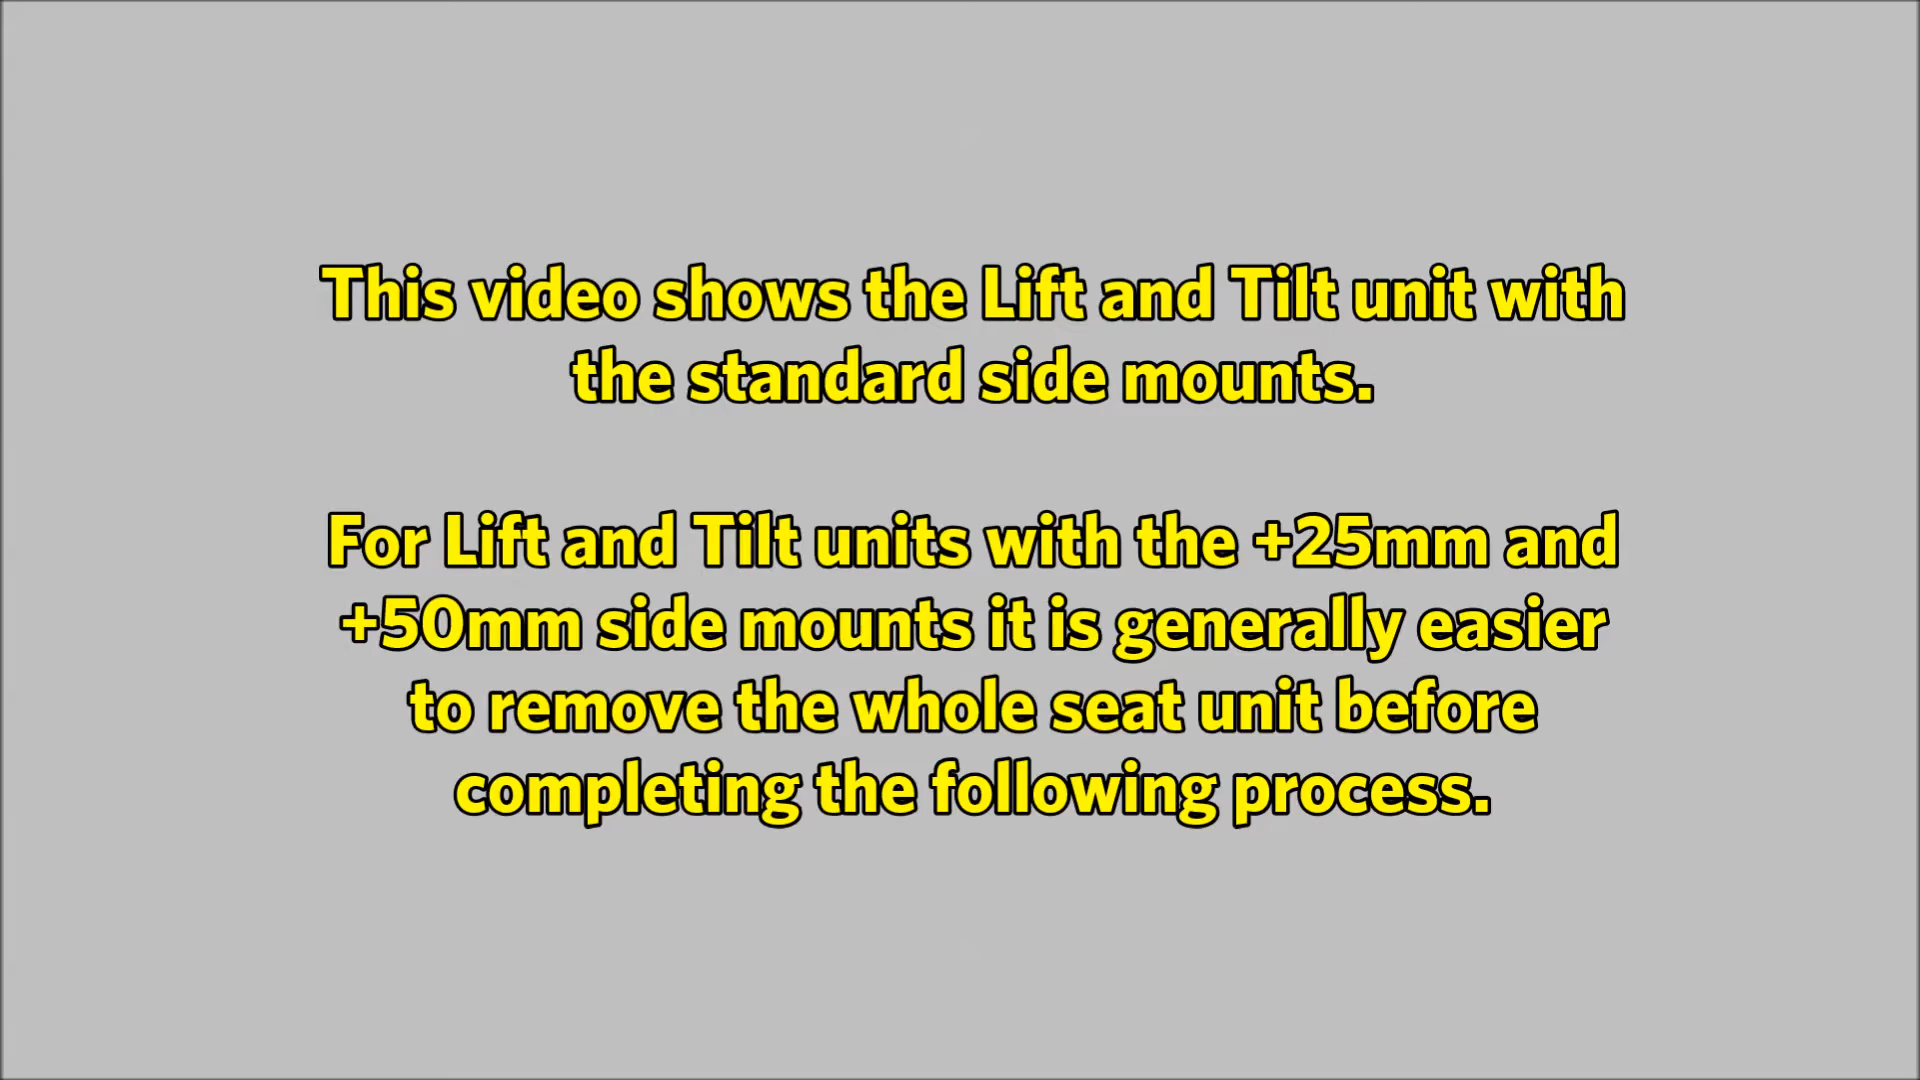 This video shows the Lift and Tilt unit with
the standard side mounts.
For Lift and Tilt units with the +25mm and
+50mm side mounts it is generally easier
to remove the whole seat unit before
completing the following process.